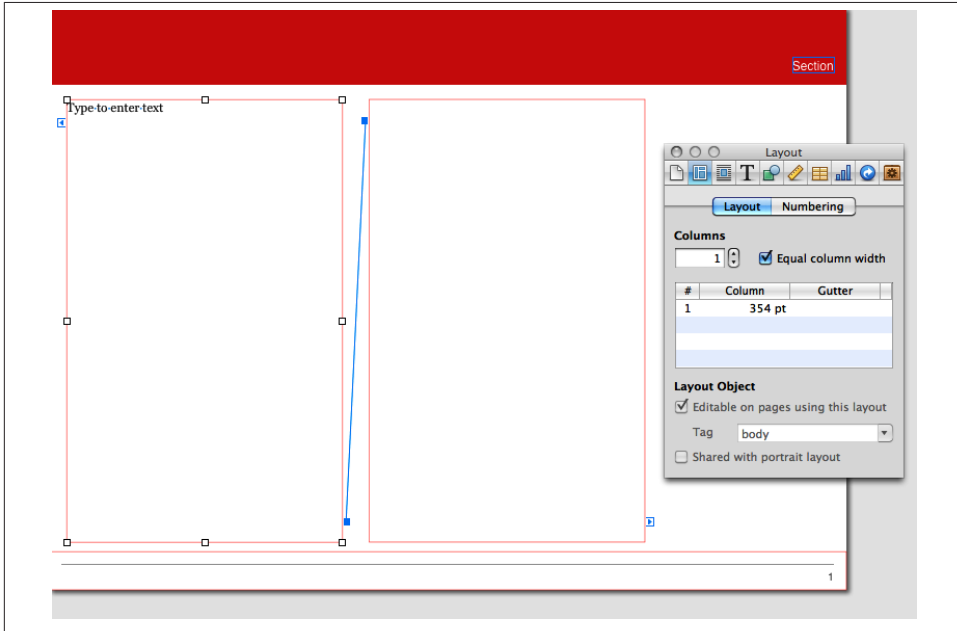 Section
Type to enter text
Layout
Layout Numbering
Columns
1 Equal column width
# Column Gutter
1 354 pt
Layout Object
Editable on pages using this layout
Tag body
Shared with portrait layout
1